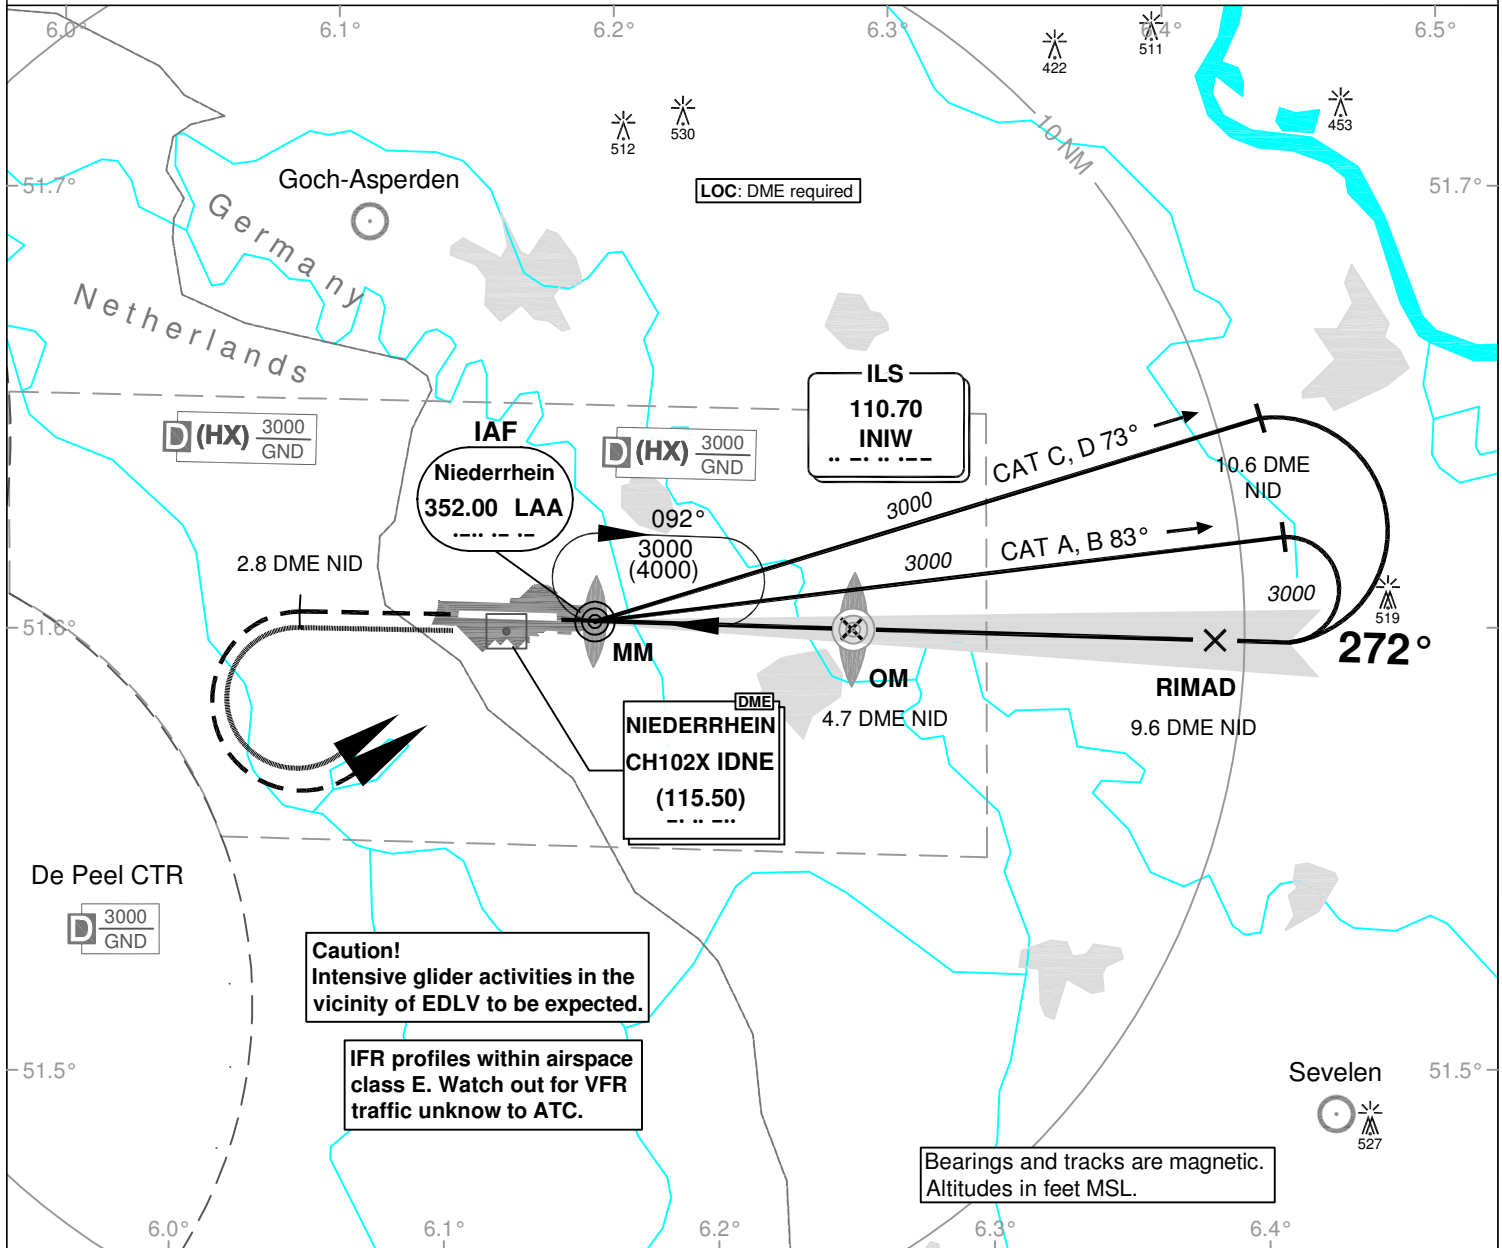 6.0°
6.1°
6.2°
6.3°
6.4°
6.5°
511
422
453
530
512
10 NM
51.7°
51.7°
Goch-Asperden
LOC: DME required
Germany
Netherlands
ILS
110.70
INIW
D (HX) 3000
GND
D (HX) 3000
GND
IAF
Niederrhein
352.00 LAA
CAT C, D 73°
3000
10.6 DME
NID
092°
3000
(4000)
CAT A, B 83°
3000
3000
2.8 DME NID
519
51.6°
272°
MM
OM
4.7 DME NID
RIMAD
9.6 DME NID
DME
NIEDERRHEIN
CH102X IDNE
(115.50)
De Peel CTR
D 3000
GND
Caution!
Intensive glider activities in the
vicinity of EDLV to be expected.
IFR profiles within airspace
class E. Watch out for VFR
traffic unknow to ATC.
51.5°
51.5°
Sevelen
527
Bearings and tracks are magnetic.
Altitudes in feet MSL.
6.0°
6.1°
6.2°
6.3°
6.4°